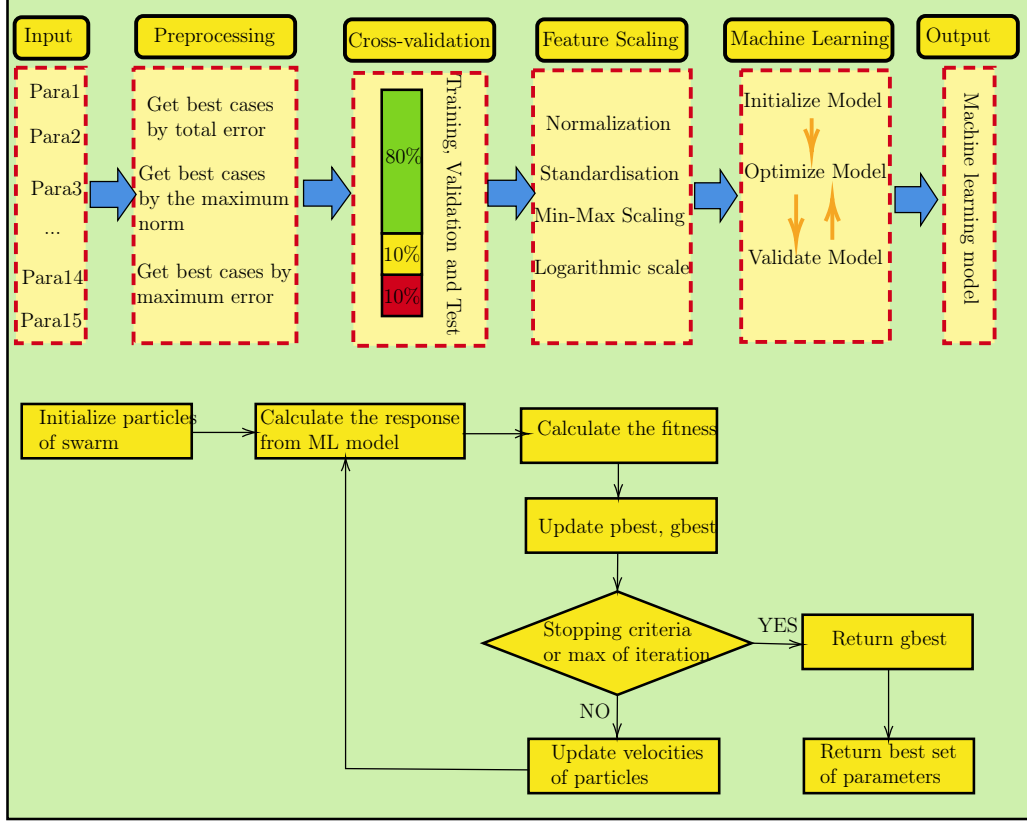 Input
Preprocessing
Cross-validation
Feature Scaling
Machine Learning
Output
Para1
Para2
Para3
...
Para14
Para15
Get best cases
by total error
Get best cases
by the maximum
norm
Get best cases by
maximum error
80%
10%
10%
Training, Validation and Test
Normalization
Standardisation
Min-Max Scaling
Logarithmic scale
Initialize Model
Optimize Model
Validate Model
Machine learning model
Initialize particles
of swarm
Calculate the response
from ML model
Calculate the fitness
Update pbest, gbest
Stopping criteria
or max of iteration
YES
Return gbest
NO
Update velocities
of particles
Return best set
of parameters